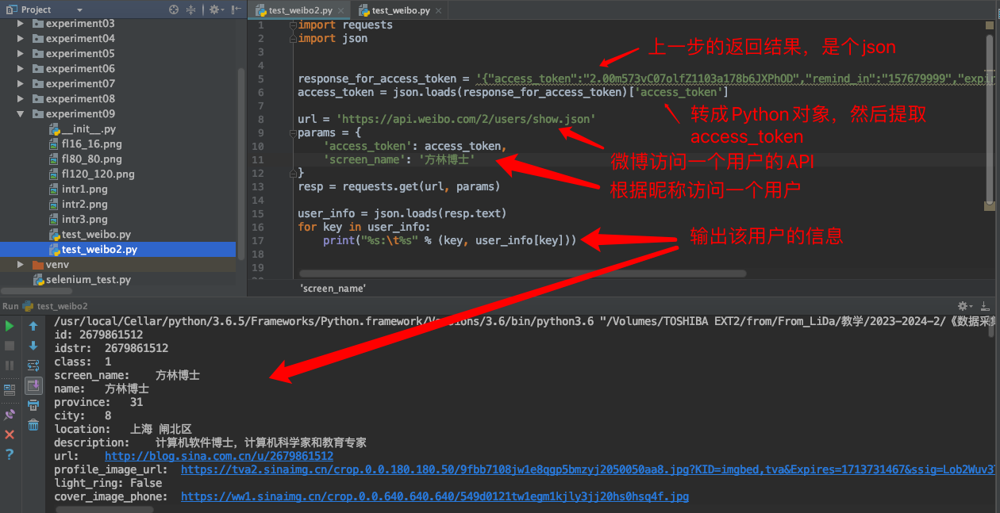 Project
test_weibo2.py
test_weibo.py
experiment03
experiment04
experiment05
experiment06
experiment07
experiment08
experiment09
__init__.py
fl16_16.png
fl80_80.png
fl120_120.png
intr1.png
intr2.png
intr3.png
test_weibo.py
test_weibo2.py
venv
selenium_test.py
1 import requests
2 import json
3
4
5 response_for_access_token = '{"access_token":"2.00m573vC07olfZ1103a178b6JXPhOD","remind_in":"157679999","expir
6 access_token = json.loads(response_for_access_token)['access_token']
7
8 url = 'https://api.weibo.com/2/users/show.json'
9 params = {
10 'access_token': access_token,
11 'screen_name': '方林博士'
12 }
13 resp = requests.get(url, params)
14
15 user_info = json.loads(resp.text)
16 for key in user_info:
17 print("%s:\t%s" % (key, user_info[key]))
18
19
上一步的返回结果，是个json
转成Python对象，然后提取
access_token
微博访问一个用户的API
根据昵称访问一个用户
输出该用户的信息
'screen_name'
Run test_weibo2
/usr/local/Cellar/python/3.6.5/Frameworks/Python.framework/Versions/3.6/bin/python3.6 "/Volumes/TOSHIBA EXT2/from/From_LiDa/教学/2023-2024-2/《数据采集
id: 2679861512
idstr: 2679861512
class: 1
screen_name: 方林博士
name: 方林博士
province: 31
city: 8
location: 上海 闸北区
description: 计算机软件博士，计算机科学家和教育专家
url: http://blog.sina.com.cn/u/2679861512
profile_image_url: https://tva2.sinaimg.cn/crop.0.0.180.180.50/9fbb7108jw1e8qgp5bmzyj2050050aa8.jpg?KID=imgbed,tva&Expires=1713731467&ssig=Lob2Wuv3
light_ring: False
cover_image_phone: https://ww1.sinaimg.cn/crop.0.0.640.640.640/549d0121tw1egm1kjly3jj20hs0hsq4f.jpg